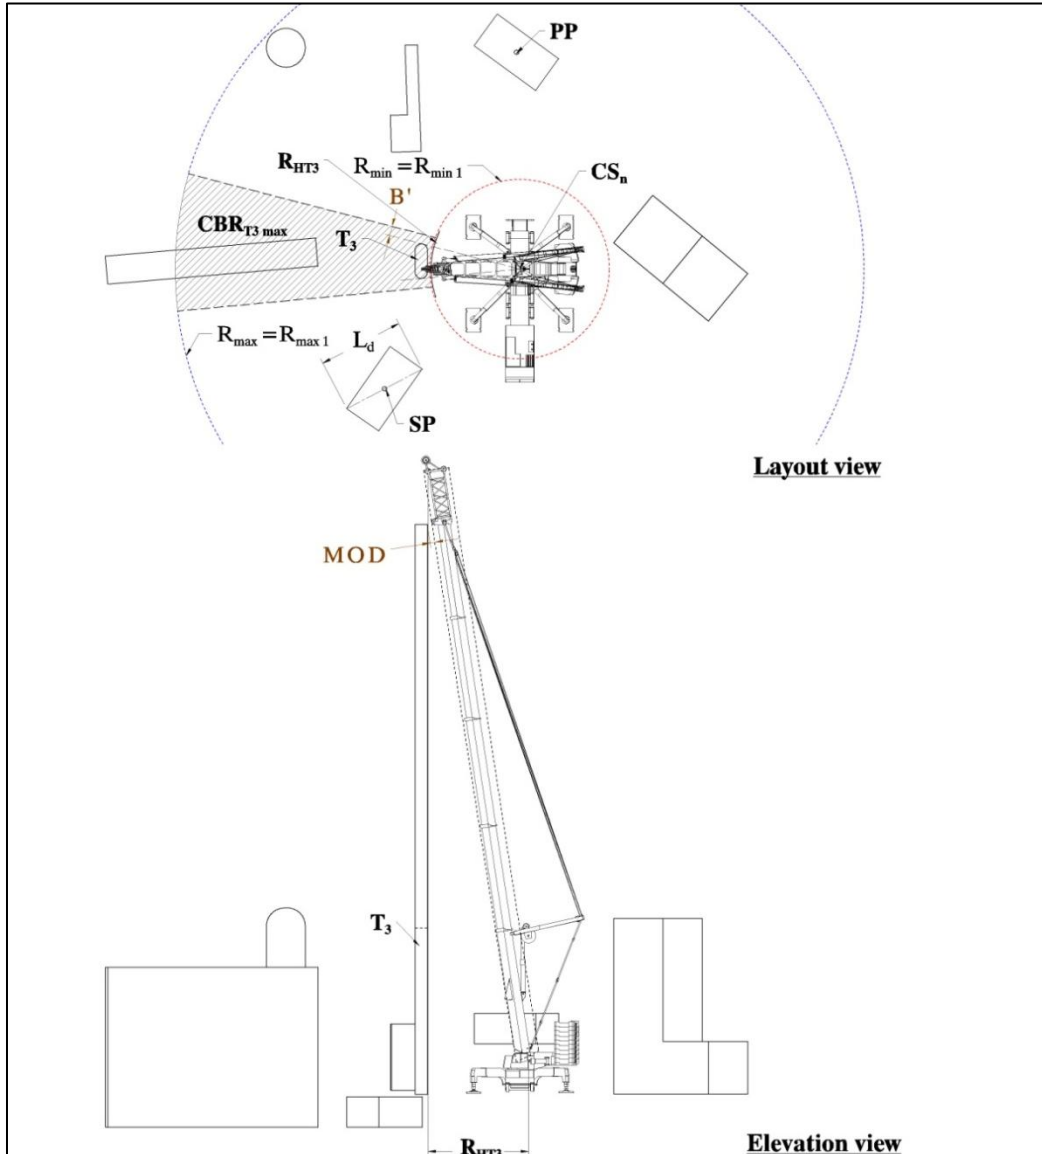 PP
R_HT3
R_min = R_min 1
CS_n
B'
CBR_T3 max
T_3
R_max = R_max 1
L_d
SP
Layout view
MOD
T_3
R_HT3
Elevation view